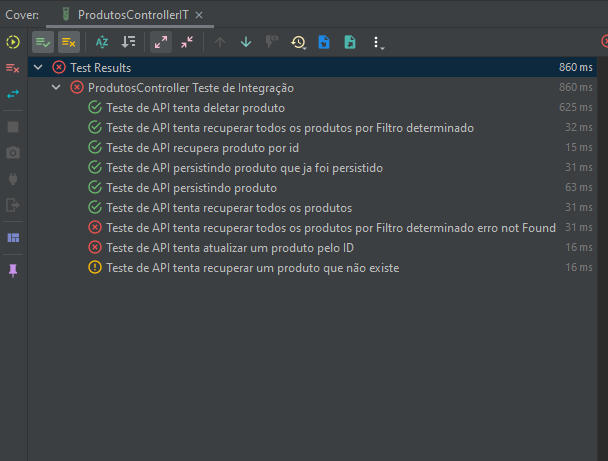 Cover: ProdutosControllerIT
Test Results 860 ms
ProdutosController Teste de Integração 860 ms
Teste de API tenta deletar produto 625 ms
Teste de API tenta recuperar todos os produtos por Filtro determinado 32 ms
Teste de API recupera produto por id 15 ms
Teste de API persistindo produto que ja foi persistido 31 ms
Teste de API persistindo produto 63 ms
Teste de API tenta recuperar todos os produtos 31 ms
Teste de API tenta recuperar todos os produtos por Filtro determinado erro not Found 31 ms
Teste de API tenta atualizar um produto pelo ID 16 ms
Teste de API tenta recuperar um produto que não existe 16 ms